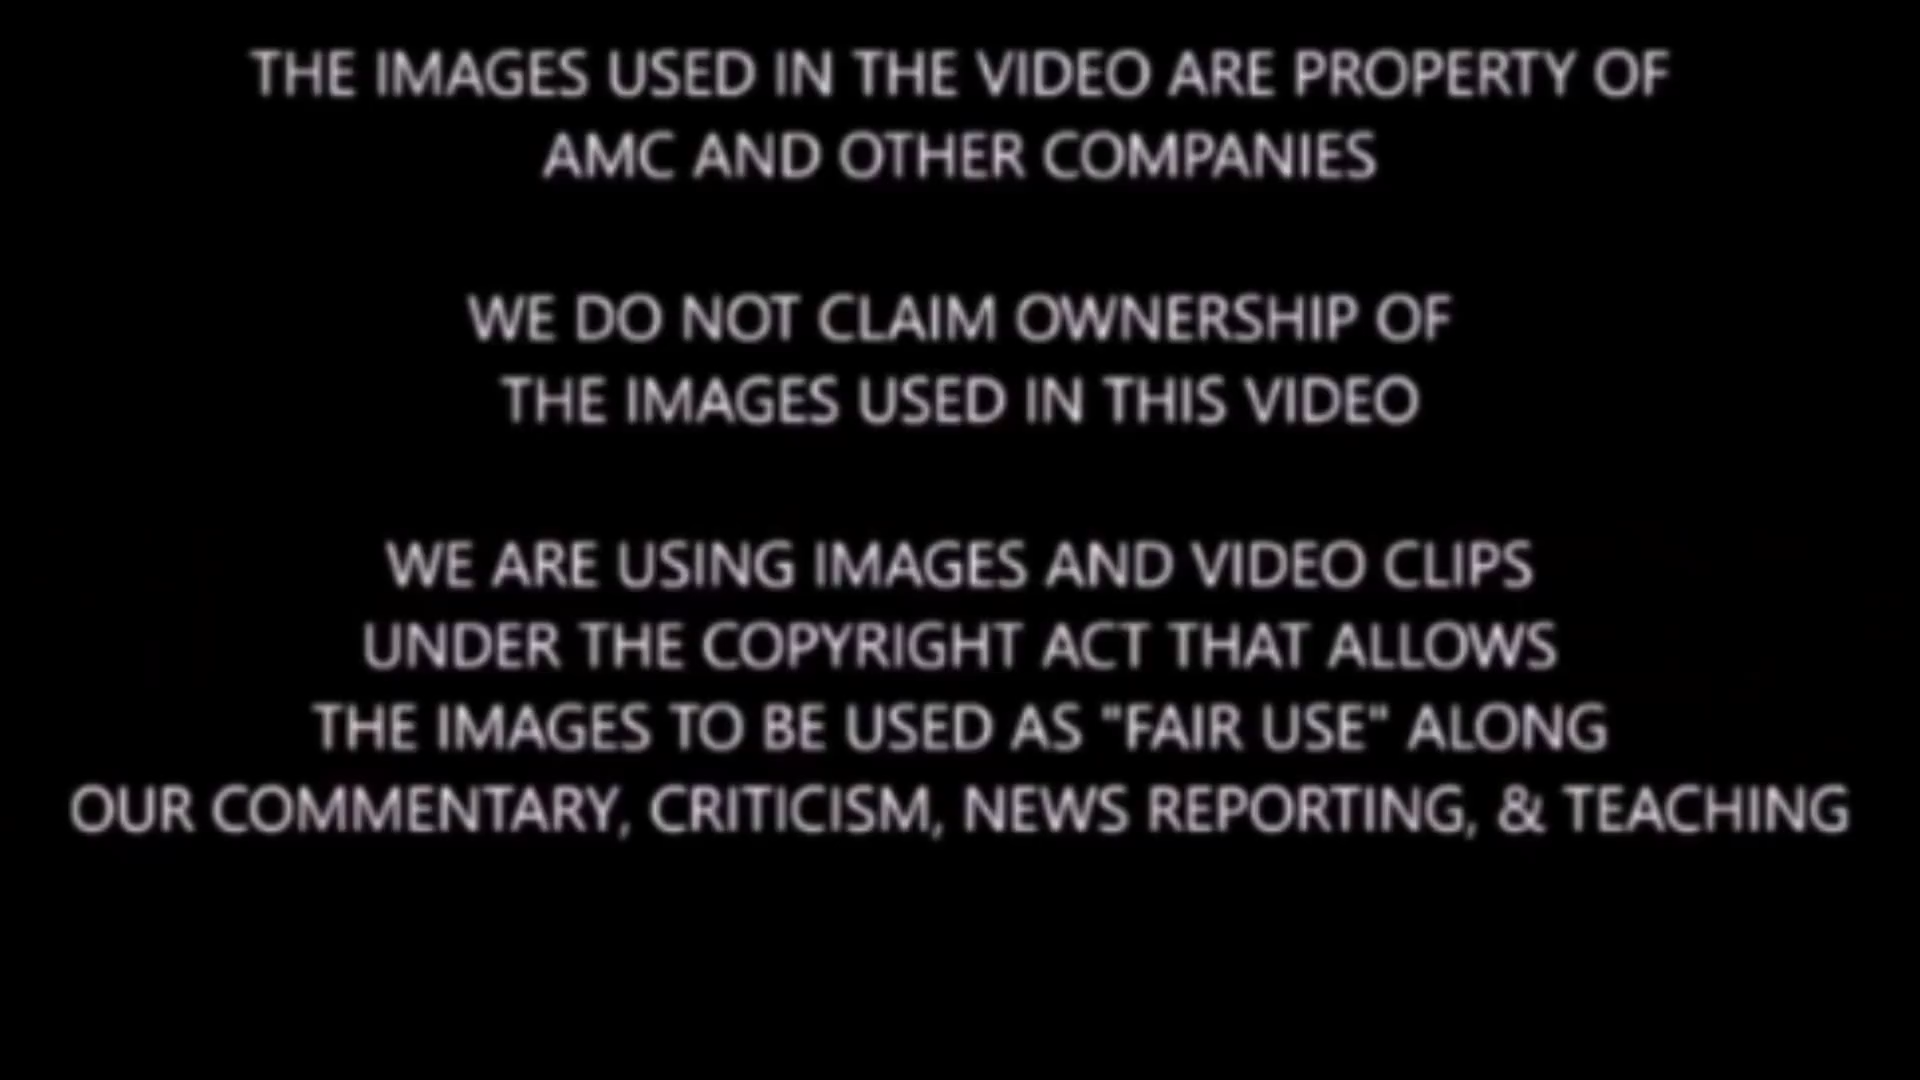 THE IMAGES USED IN THE VIDEO ARE PROPERTY OF
AMC AND OTHER COMPANIES
WE DO NOT CLAIM OWNERSHIP OF
THE IMAGES USED IN THIS VIDEO
WE ARE USING IMAGES AND VIDEO CLIPS
UNDER THE COPYRIGHT ACT THAT ALLOWS
THE IMAGES TO BE USED AS "FAIR USE" ALONG
OUR COMMENTARY, CRITICISM, NEWS REPORTING, & TEACHING